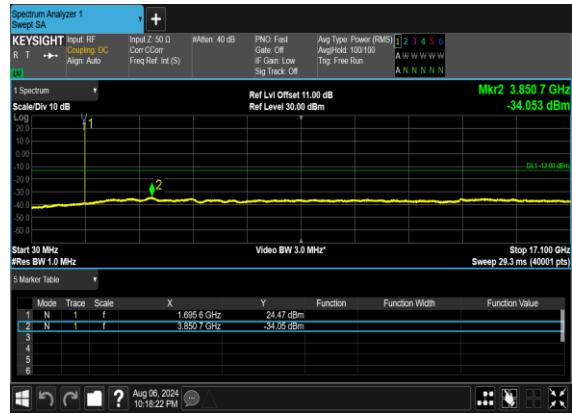 Spectrum Analyzer 1
Swept SA
+
KEYSIGHT Input: RF Input Z: 50 Ω #Atten: 40 dB PNO: Fast Avg Type: Power (RMS) 1 2 3 4 5 6
R T Coupling: DC Corr CCorr Gate: Off Avg|Hold: 100/100 A W W W W W
Align: Auto Freq Ref: Int (S) IF Gain: Low Trig: Free Run
Sig Track: Off A N N N N N
1 Spectrum Ref Lvl Offset 11.00 dB Mkr2 3.850 7 GHz
Scale/Div 10 dB Ref Level 30.00 dBm -34.053 dBm
Log
1
20.0
10.0
0.00
-10.0 DL1 -13.00 dBm
-20.0
-30.0 2
-40.0
-50.0
-60.0
Start 30 MHz Video BW 3.0 MHz* Stop 17.100 GHz
#Res BW 1.0 MHz Sweep 29.3 ms (40001 pts)
5 Marker Table
Mode Trace Scale X Y Function Function Width Function Value
1 N 1 f 1.695 6 GHz 24.47 dBm
2 N 1 f 3.850 7 GHz -34.05 dBm
3
4
5
6
? Aug 06, 2024
10:18:22 PM